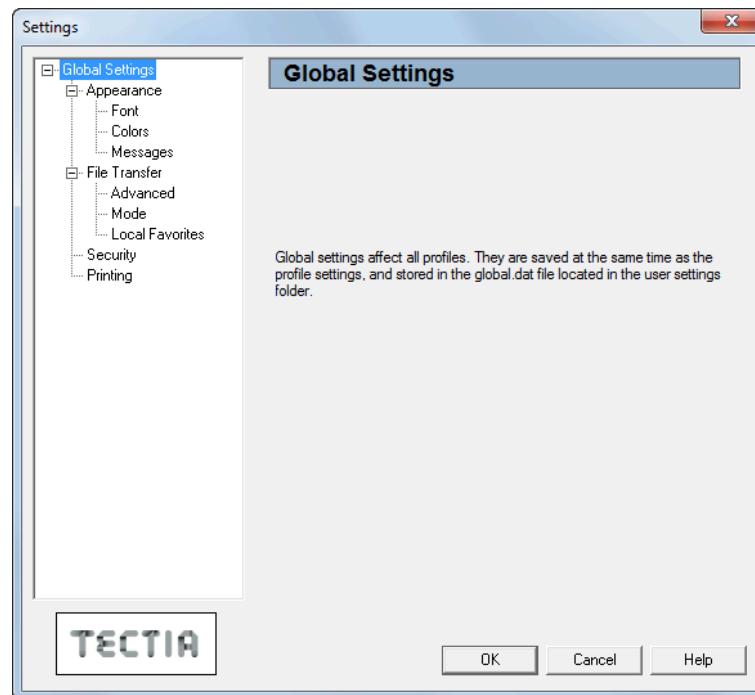 Settings
Global Settings
Appearance
Font
Colors
Messages
File Transfer
Advanced
Mode
Local Favorites
Security
Printing
Global Settings
Global settings affect all profiles. They are saved at the same time as the
profile settings, and stored in the global.dat file located in the user settings
folder.
TECTIA
OK
Cancel
Help